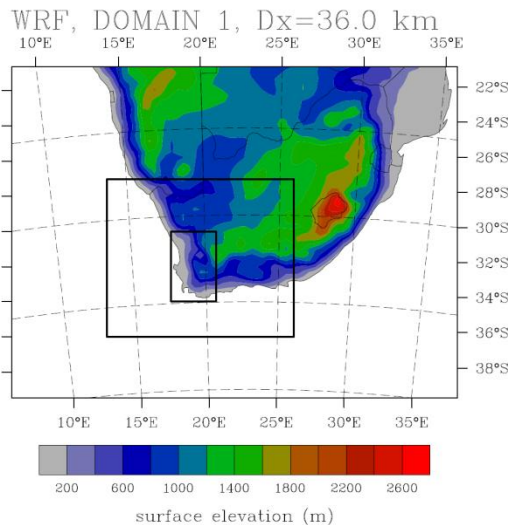 WRF, DOMAIN 1, Dx=36.0 km
10°E 15°E 20°E 25°E 30°E 35°E
22°S
24°S
26°S
28°S
30°S
32°S
34°S
36°S
38°S
10°E 15°E 20°E 25°E 30°E 35°E
200 600 1000 1400 1800 2200 2600
surface elevation (m)